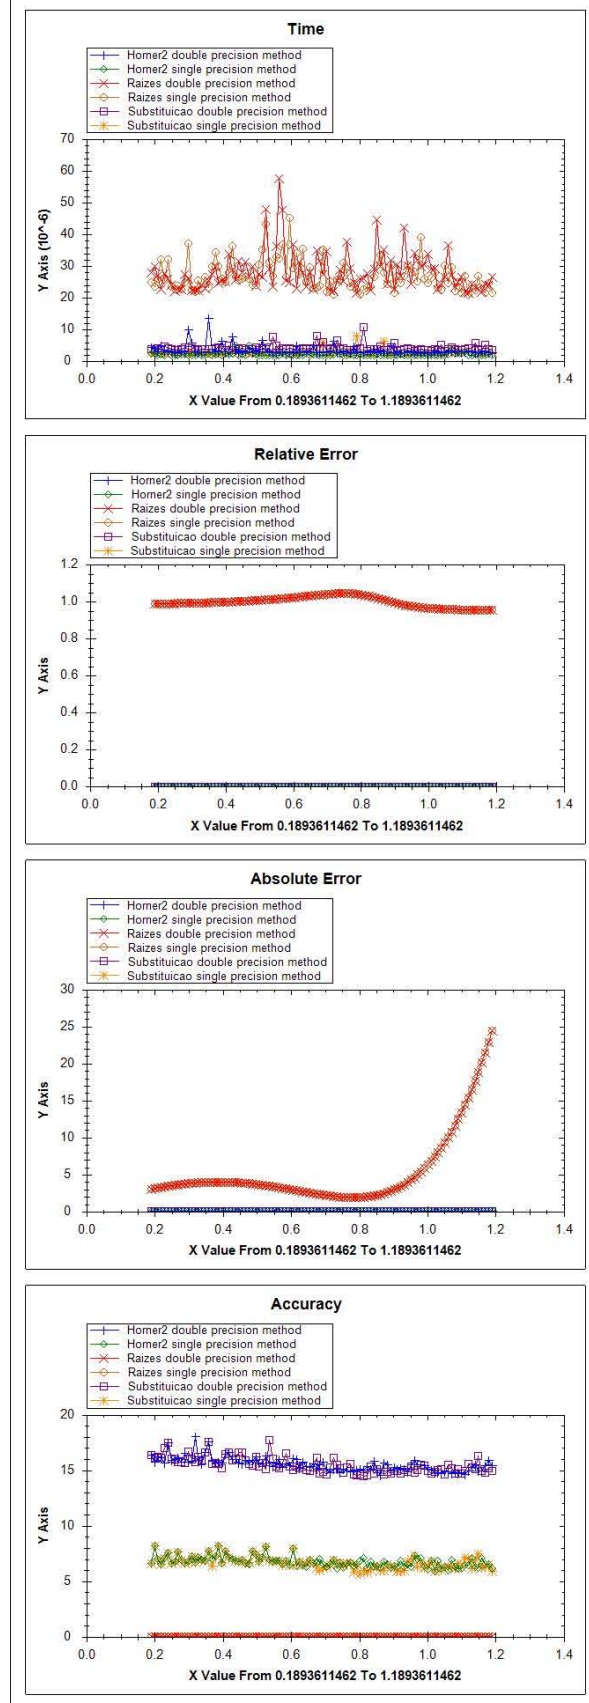 Time
Horner2 double precision method
Horner2 single precision method
Raizes double precision method
Raizes single precision method
Substituicao double precision method
Substituicao single precision method
70
60
50
40
30
20
10
0
Y Axis (10^-6)
0.0 0.2 0.4 0.6 0.8 1.0 1.2 1.4
X Value From 0.1893611462 To 1.1893611462
Relative Error
Horner2 double precision method
Horner2 single precision method
Raizes double precision method
Raizes single precision method
Substituicao double precision method
Substituicao single precision method
1.2
1.0
0.8
0.6
0.4
0.2
0.0
Y Axis
0.0 0.2 0.4 0.6 0.8 1.0 1.2 1.4
X Value From 0.1893611462 To 1.1893611462
Absolute Error
Horner2 double precision method
Horner2 single precision method
Raizes double precision method
Raizes single precision method
Substituicao double precision method
Substituicao single precision method
30
25
20
15
10
5
0
Y Axis
0.0 0.2 0.4 0.6 0.8 1.0 1.2 1.4
X Value From 0.1893611462 To 1.1893611462
Accuracy
Horner2 double precision method
Horner2 single precision method
Raizes double precision method
Raizes single precision method
Substituicao double precision method
Substituicao single precision method
20
15
10
5
0
Y Axis
0.0 0.2 0.4 0.6 0.8 1.0 1.2 1.4
X Value From 0.1893611462 To 1.1893611462